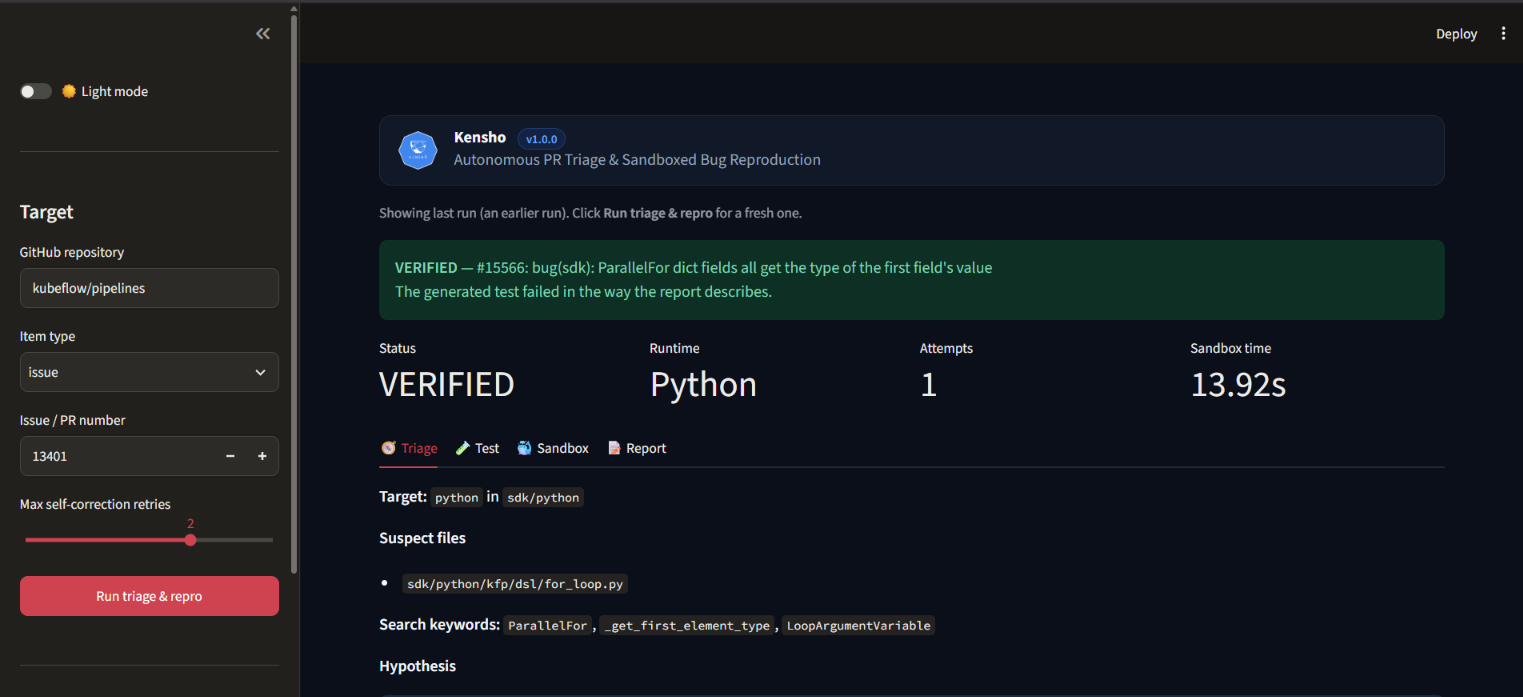 Deploy
Light mode
Target
GitHub repository
kubeflow/pipelines
Item type
issue
Issue / PR number
13401
Max self-correction retries
2
Run triage & repro
Kensho v1.0.0
Autonomous PR Triage & Sandboxed Bug Reproduction
Showing last run (an earlier run). Click Run triage & repro for a fresh one.
VERIFIED — #15566: bug(sdk): ParallelFor dict fields all get the type of the first field's value
The generated test failed in the way the report describes.
Status Runtime Attempts Sandbox time
VERIFIED Python 1 13.92s
Triage Test Sandbox Report
Target: python in sdk/python
Suspect files
sdk/python/kfp/dsl/for_loop.py
Search keywords: ParallelFor, _get_first_element_type, LoopArgumentVariable
Hypothesis